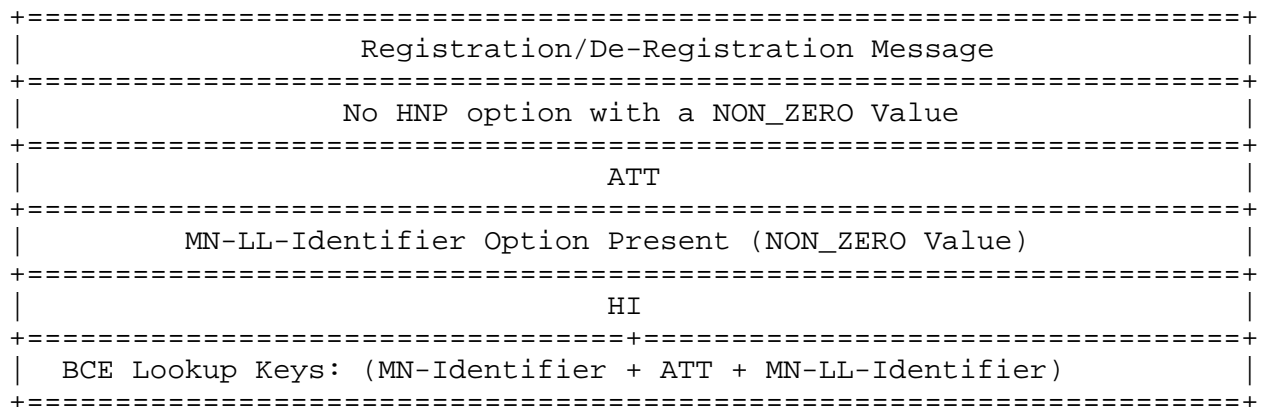 +=====================================================================+
| Registration/De-Registration Message |
+=====================================================================+
| No HNP option with a NON_ZERO Value |
+=====================================================================+
| ATT |
+=====================================================================+
| MN-LL-Identifier Option Present (NON_ZERO Value) |
+=====================================================================+
| HI |
+==================================+==================================+
| BCE Lookup Keys: (MN-Identifier + ATT + MN-LL-Identifier) |
+=====================================================================+